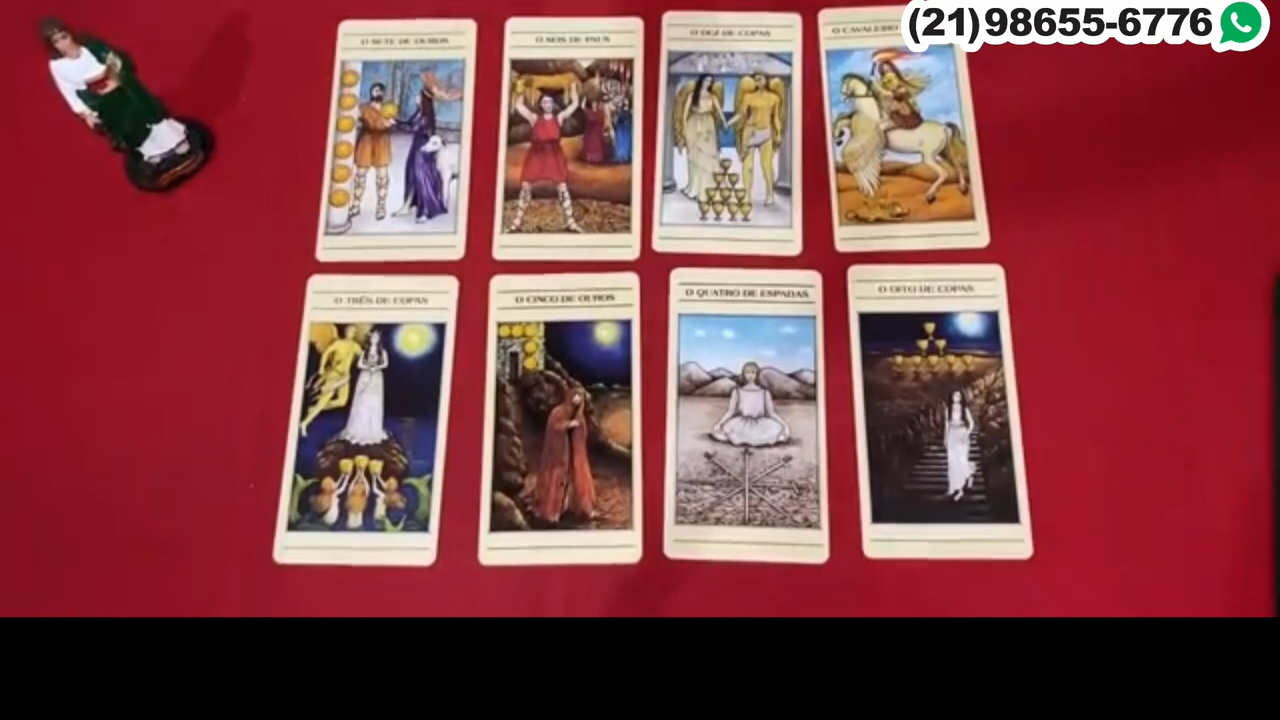 (21)98655-6776
O SETE DE OUROS
O SEIS DE PAUS
O DEZ DE COPAS
O CAVALEIRO
O TRÊS DE COPAS
O CINCO DE OUROS
O QUATRO DE ESPADAS
O OITO DE COPAS